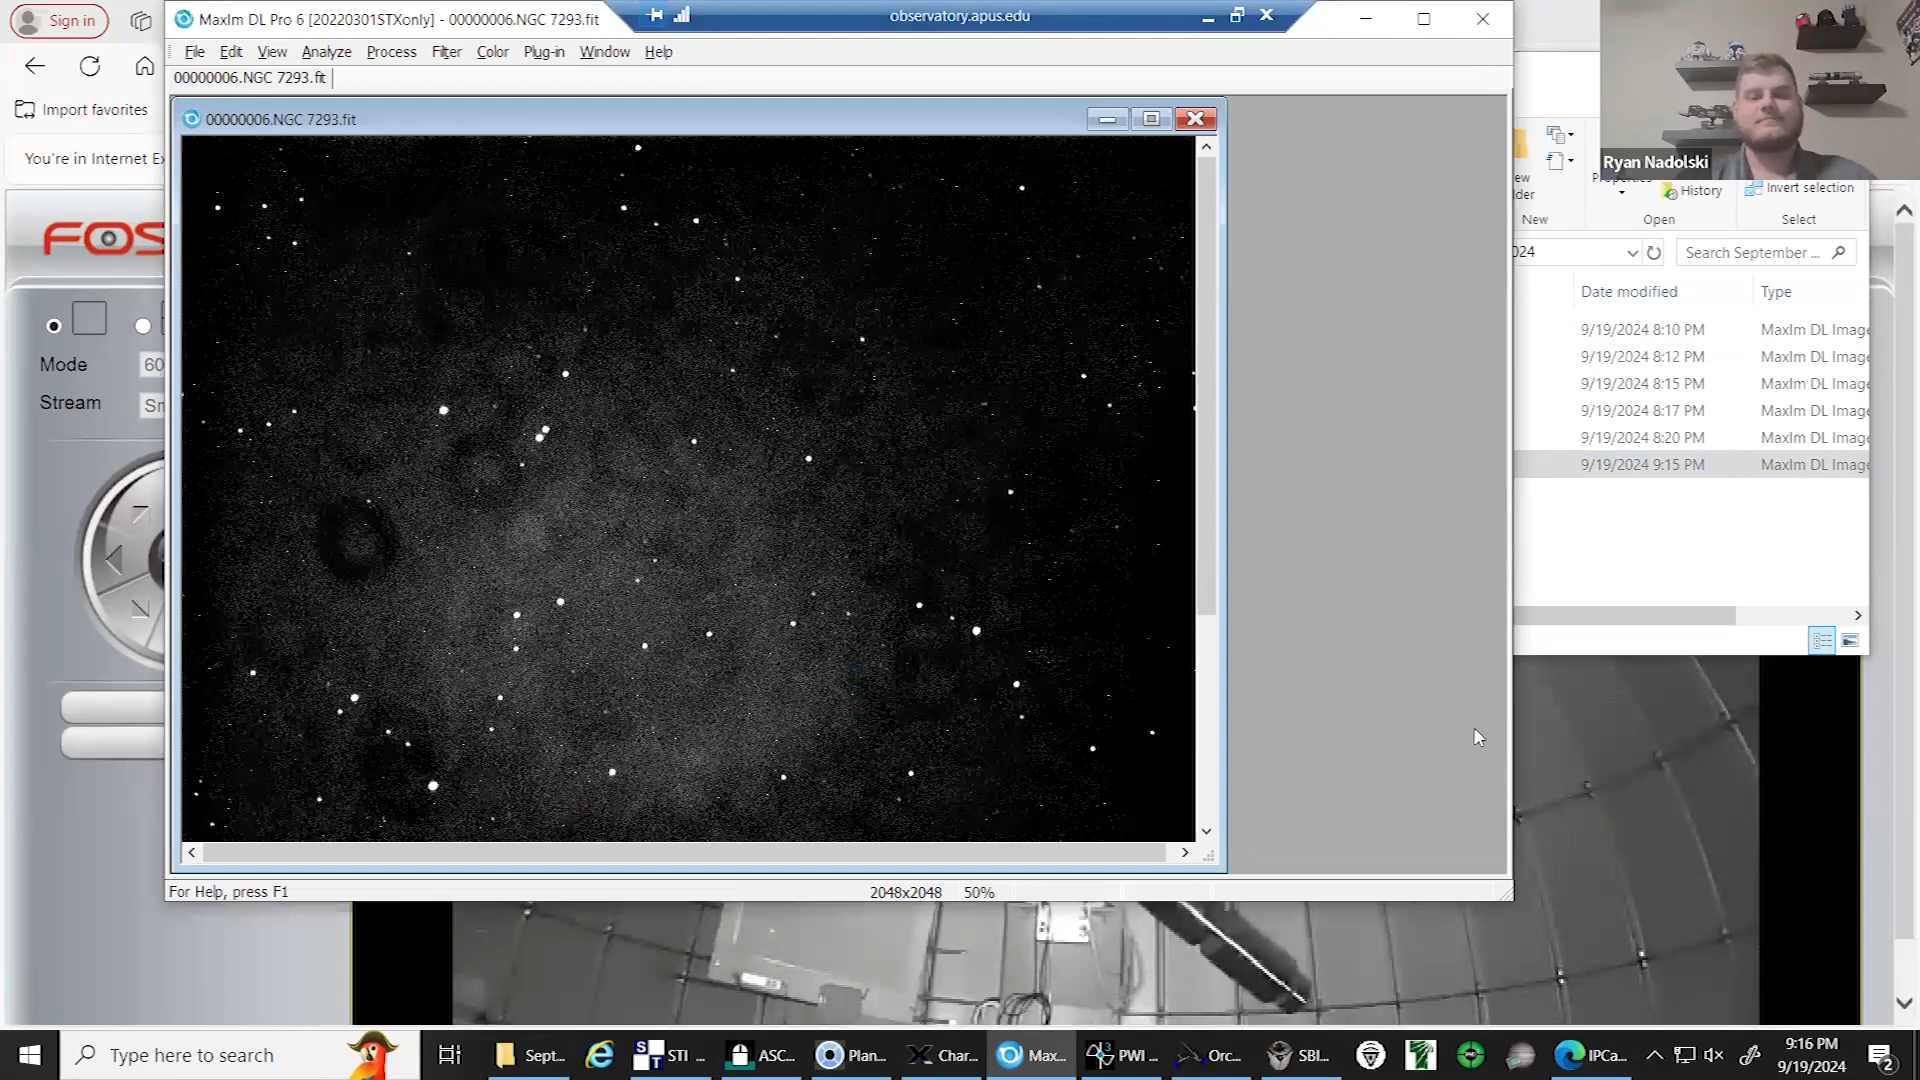 Sign in
MaxIm DL Pro 6 [20220301STXonly] - 00000006.NGC 7293.fit
observatory.apus.edu
File Edit View Analyze Process Filter Color Plug-in Window Help
00000006.NGC 7293.fit
Import favorites
00000006.NGC 7293.fit
You're in Internet Ex
Ryan Nadolski
History
Invert selection
New
Open
Select
FOS
024
Search September ...
Date modified
Type
9/19/2024 8:10 PM MaxIm DL Image
9/19/2024 8:12 PM MaxIm DL Image
9/19/2024 8:15 PM MaxIm DL Image
9/19/2024 8:17 PM MaxIm DL Image
9/19/2024 8:20 PM MaxIm DL Image
9/19/2024 9:15 PM MaxIm DL Image
Mode 60
Stream Sm
For Help, press F1
2048x2048 50%
Type here to search
Sept...
STI ...
ASC...
Plan...
Char...
Max...
PWI ...
Orc...
SBI...
IPCa...
9:16 PM
9/19/2024
2